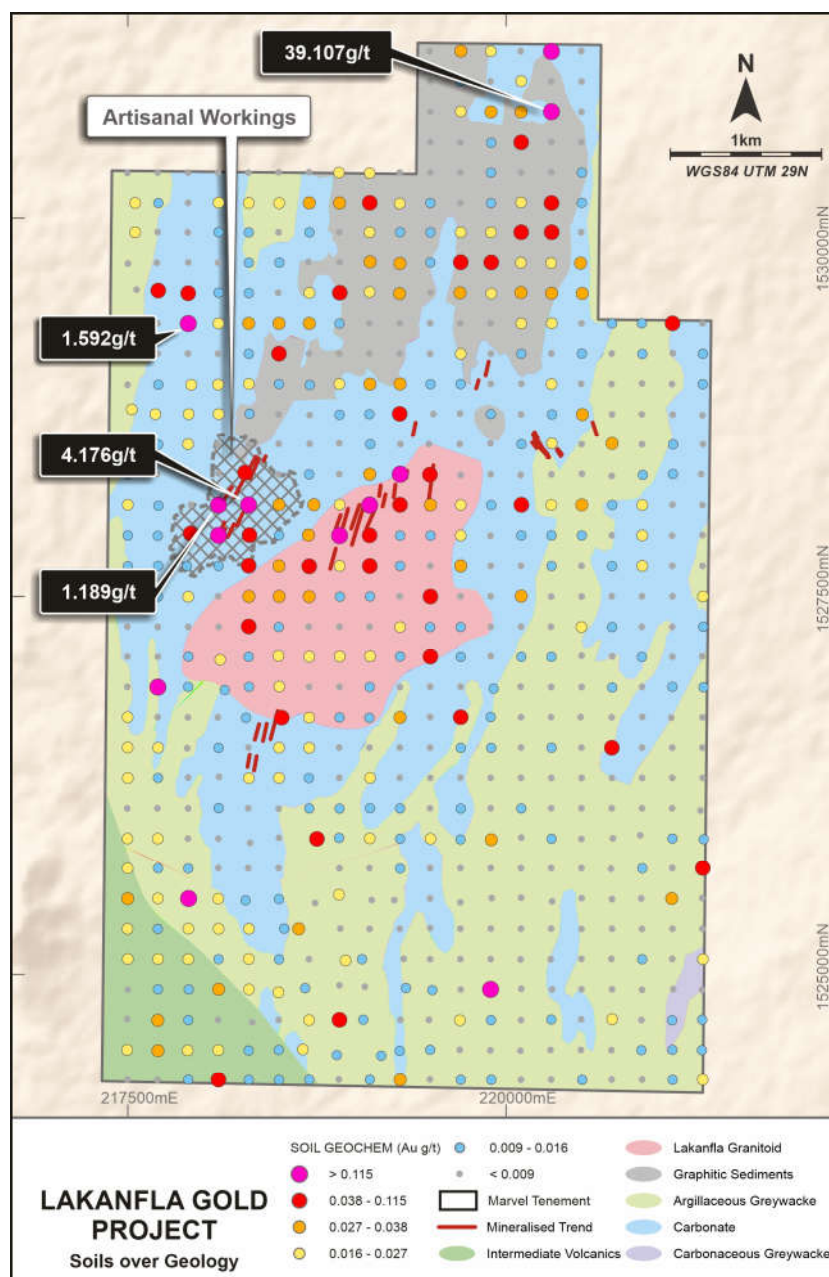 39.107g/t
N
Artisanal Workings
1km
WGS84 UTM 29N
1530000mN
1.592g/t
4.176g/t
1.189g/t
1527500mN
1525000mN
217500mE
220000mE
LAKANFLA GOLD
PROJECT
Soils over Geology
SOIL GEOCHEM (Au g/t)
> 0.115
0.038 - 0.115
0.027 - 0.038
0.016 - 0.027
0.009 - 0.016
< 0.009
Marvel Tenement
Mineralised Trend
Intermediate Volcanics
Lakanfla Granitoid
Graphitic Sediments
Argillaceous Greywacke
Carbonate
Carbonaceous Greywacke